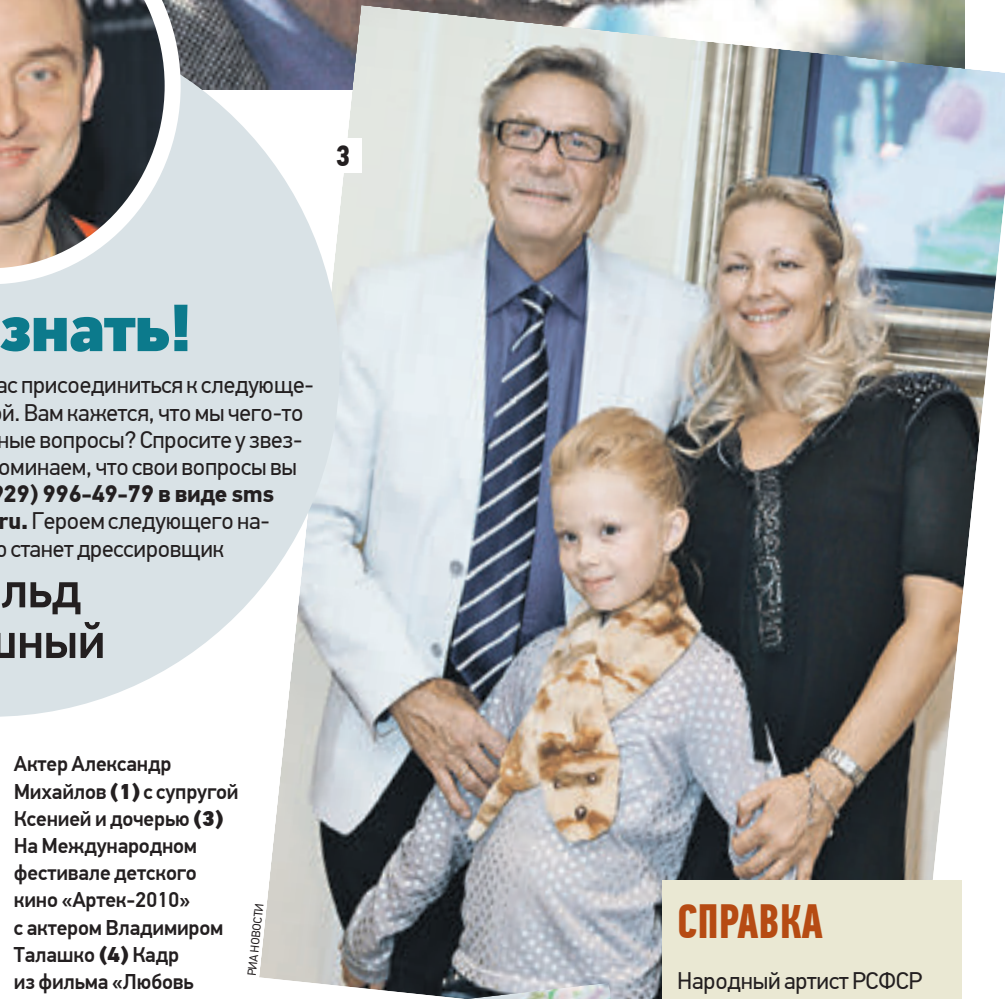 3
знать!
ас присоединиться к следующе-
ой. Вам кажется, что мы чего-то
ные вопросы? Спросите у звез-
оминаем, что свои вопросы вы
929) 996-49-79 в виде sms
ru. Героем следующего на-
о станет дрессировщик
льд
шный
Актер Александр
Михайлов (1) с супругой
Ксенией и дочерью (3)
На Международном
фестивале детского
кино «Артек-2010»
с актером Владимиром
Талашко (4) Кадр
из фильма «Любовь
РИА НОВОСТИ
СПРАВКА
Народный артист РСФСР